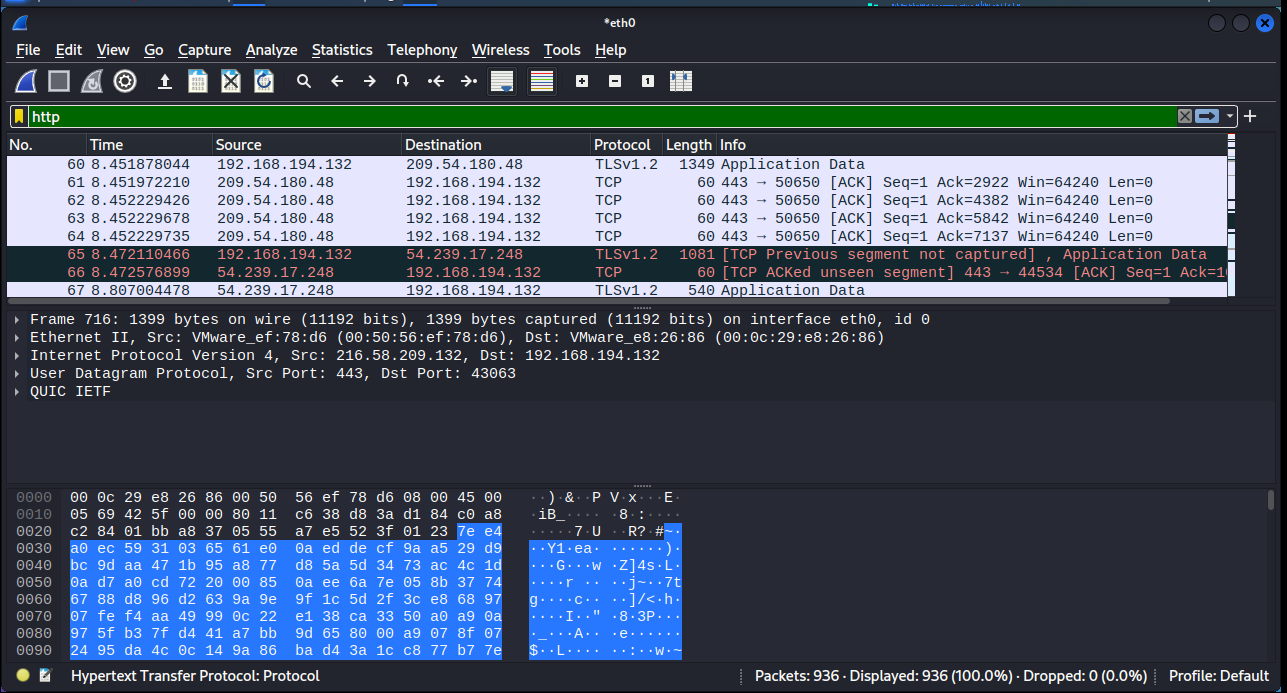 *eth0
File Edit View Go Capture Analyze Statistics Telephony Wireless Tools Help
http
No. Time Source Destination Protocol Length Info
60 8.451878044 192.168.194.132 209.54.180.48 TLSv1.2 1349 Application Data
61 8.451972210 209.54.180.48 192.168.194.132 TCP 60 443 → 50650 [ACK] Seq=1 Ack=2922 Win=64240 Len=0
62 8.452229426 209.54.180.48 192.168.194.132 TCP 60 443 → 50650 [ACK] Seq=1 Ack=4382 Win=64240 Len=0
63 8.452229678 209.54.180.48 192.168.194.132 TCP 60 443 → 50650 [ACK] Seq=1 Ack=5842 Win=64240 Len=0
64 8.452229735 209.54.180.48 192.168.194.132 TCP 60 443 → 50650 [ACK] Seq=1 Ack=7137 Win=64240 Len=0
65 8.472110466 192.168.194.132 54.239.17.248 TLSv1.2 1081 [TCP Previous segment not captured] , Application Data
66 8.472576899 54.239.17.248 192.168.194.132 TCP 60 [TCP ACKed unseen segment] 443 → 44534 [ACK] Seq=1
67 8.807004478 54.239.17.248 192.168.194.132 TLSv1.2 540 Application Data
Frame 716: 1399 bytes on wire (11192 bits), 1399 bytes captured (11192 bits) on interface eth0, id 0
Ethernet II, Src: VMware_ef:78:d6 (00:50:56:ef:78:d6), Dst: VMware_e8:26:86 (00:0c:29:e8:26:86)
Internet Protocol Version 4, Src: 216.58.209.132, Dst: 192.168.194.132
User Datagram Protocol, Src Port: 443, Dst Port: 43063
QUIC IETF
0000 00 0c 29 e8 26 86 00 50 56 ef 78 d6 08 00 45 00 ··)·&··P V·x···E·
0010 05 69 42 5f 00 00 80 11 c6 38 d8 3a d1 84 c0 a8 ·iB_···· ·8·:····
0020 c2 84 01 bb a8 37 05 55 a7 e5 52 3f 01 23 7e e4 ·····7·U ··R?·#~·
0030 a0 ec 59 31 03 65 61 e0 0a ed de cf 9a a5 29 d9 ··Y1·ea· ······)·
0040 bc 9d aa 47 1b 95 a8 77 d8 5a 5d 34 73 ac 4c 1d ···G···w ·Z]4s·L·
0050 0a d7 a0 cd 72 20 00 85 0a ee 6a 7e 05 8b 37 74 ····r ·· ··j~··7t
0060 67 88 d8 96 d2 63 9a 9e 9f 1c 5d 2f 3c e8 68 97 g····c·· ··]/<·h·
0070 07 fe f4 aa 49 99 0c 22 e1 38 ca 33 50 a0 a9 0a ····I··" ·8·3P···
0080 97 5f b3 7f d4 41 a7 bb 9d 65 80 00 a9 07 8f 07 ·_···A·· ·e······
0090 24 95 da 4c 0c 14 9a 86 ba d4 3a 1c c8 77 b7 7e $··L···· ··:··w·~
Hypertext Transfer Protocol: Protocol Packets: 936 · Displayed: 936 (100.0%) · Dropped: 0 (0.0%) Profile: Default